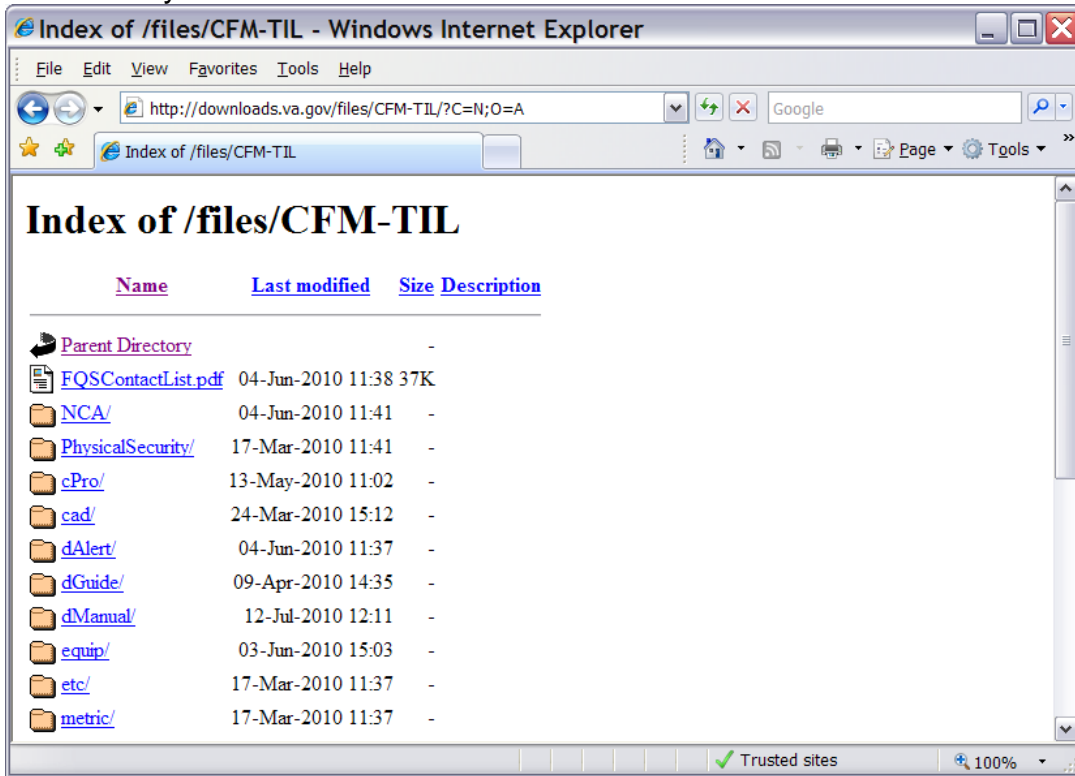 Index of /files/CFM-TIL - Windows Internet Explorer
File Edit View Favorites Tools Help
http://downloads.va.gov/files/CFM-TIL/?C=N;O=A Google
Index of /files/CFM-TIL Page Tools »
Index of /files/CFM-TIL
Name Last modified Size Description
Parent Directory -
FQSContactList.pdf 04-Jun-2010 11:38 37K
NCA/ 04-Jun-2010 11:41 -
PhysicalSecurity/ 17-Mar-2010 11:41 -
cPro/ 13-May-2010 11:02 -
cad/ 24-Mar-2010 15:12 -
dAlert/ 04-Jun-2010 11:37 -
dGuide/ 09-Apr-2010 14:35 -
dManual/ 12-Jul-2010 12:11 -
equip/ 03-Jun-2010 15:03 -
etc/ 17-Mar-2010 11:37 -
metric/ 17-Mar-2010 11:37 -
Trusted sites 100%